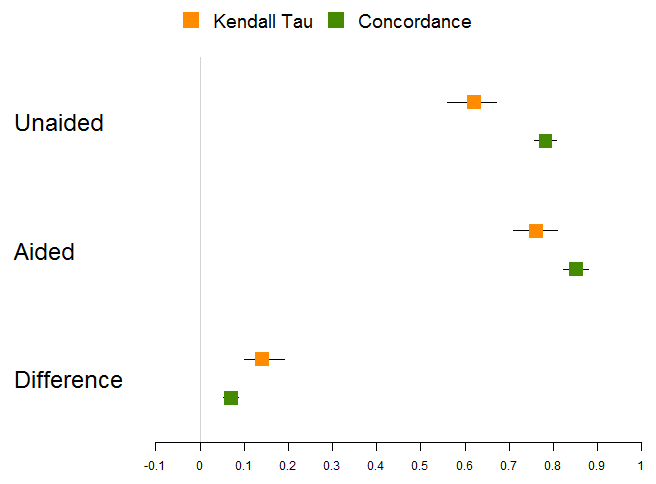 Kendall Tau Concordance
Unaided
Aided
Difference
-0.1 0 0.1 0.2 0.3 0.4 0.5 0.6 0.7 0.8 0.9 1